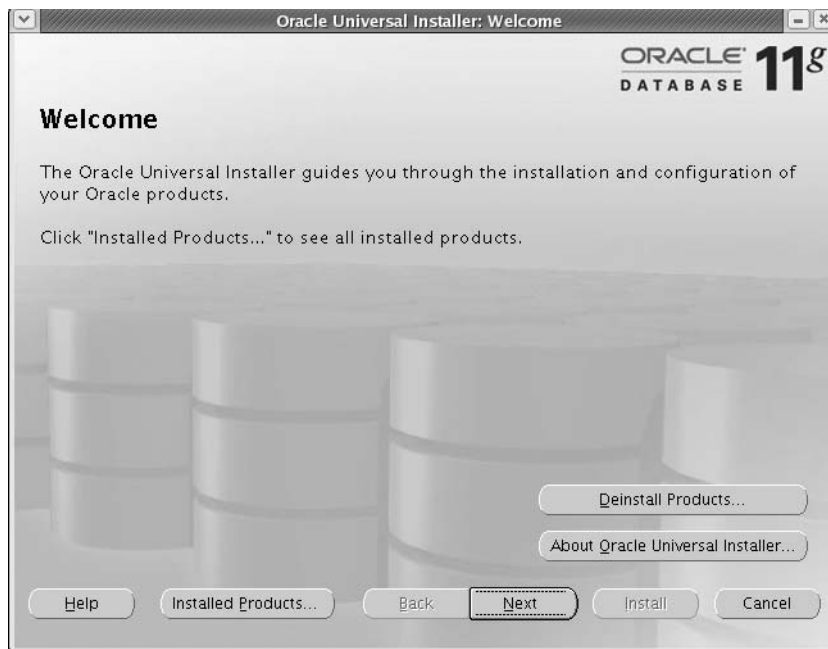 Oracle Universal Installer: Welcome
ORACLE
DATABASE 11g
Welcome
The Oracle Universal Installer guides you through the installation and configuration of
your Oracle products.
Click "Installed Products..." to see all installed products.
Deinstall Products...
About Oracle Universal Installer...
Help Installed Products... Back Next Install Cancel